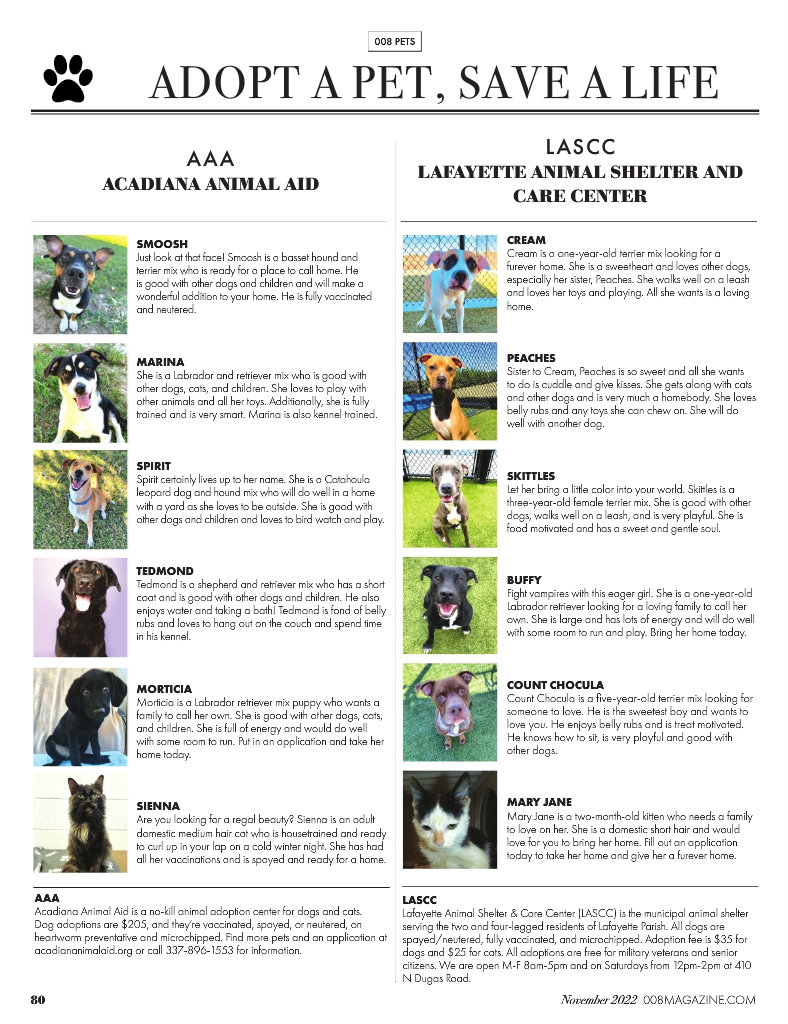 008 PETS
ADOPT A PET, SAVE A LIFE
AAA
ACADIANA ANIMAL AID
SMOOSH
Just look at that face! Smoosh is a basset hound and
terrier mix who is ready for a place to call home. He
is good with other dogs and children and will make a
wonderful addition to your home. He is fully vaccinated
and neutered.
MARINA
She is a Labrador and retriever mix who is good with
other dogs, cats, and children. She loves to play with
other animals and all her toys. Additionally, she is fully
trained and is very smart. Marina is also kennel trained.
SPIRIT
Spirit certainly lives up to her name. She is a Catahoula
leopard dog and hound mix who will do well in a home
with a yard as she loves to be outside. She is good with
other dogs and children and loves to bird watch and play.
TEDMOND
Tedmond is a shepherd and retriever mix who has a short
coat and is good with other dogs and children. He also
enjoys water and taking a bath! Tedmond is fond of belly
rubs and loves to hang out on the couch and spend time
in his kennel.
MORTICIA
Morticia is a Labrador retriever mix puppy who wants a
family to call her own. She is good with other dogs, cats,
and children. She is full of energy and would do well
with some room to run. Put in an application and take her
home today.
SIENNA
Are you looking for a regal beauty? Sienna is an adult
domestic medium hair cat who is housetrained and ready
to curl up in your lap on a cold winter night. She has had
all her vaccinations and is spayed and ready for a home.
AAA
Acadiana Animal Aid is a no-kill animal adoption center for dogs and cats.
Dog adoptions are $205, and they're vaccinated, spayed, or neutered, on
heartworm preventative and microchipped. Find more pets and an application at
acadiananimalaid.org or call 337-896-1553 for information.
LASCC
LAFAYETTE ANIMAL SHELTER AND
CARE CENTER
CREAM
Cream is a one-year-old terrier mix looking for a
furever home. She is a sweetheart and loves other dogs,
especially her sister, Peaches. She walks well on a leash
and loves her toys and playing. All she wants is a loving
home.
PEACHES
Sister to Cream, Peaches is so sweet and all she wants
to do is cuddle and give kisses. She gets along with cats
and other dogs and is very much a homebody. She loves
belly rubs and any toys she can chew on. She will do
well with another dog.
SKITTLES
Let her bring a little color into your world. Skittles is a
three-year-old female terrier mix. She is good with other
dogs, walks well on a leash, and is very playful. She is
food motivated and has a sweet and gentle soul.
BUFFY
Fight vampires with this eager girl. She is a one-year-old
Labrador retriever looking for a loving family to call her
own. She is large and has lots of energy and will do well
with some room to run and play. Bring her home today.
COUNT CHOCULA
Count Chocula is a five-year-old terrier mix looking for
someone to love. He is the sweetest boy and wants to
love you. He enjoys belly rubs and is treat motivated.
He knows how to sit, is very playful and good with
other dogs.
MARY JANE
Mary Jane is a two-month-old kitten who needs a family
to love on her. She is a domestic short hair and would
love for you to bring her home. Fill out an application
today to take her home and give her a furever home.
LASCC
Lafayette Animal Shelter & Care Center (LASCC) is the municipal animal shelter
serving the two and four-legged residents of Lafayette Parish. All dogs are
spayed/neutered, fully vaccinated, and microchipped. Adoption fee is $35 for
dogs and $25 for cats. All adoptions are free for military veterans and senior
citizens. We are open M-F 8am-5pm and on Saturdays from 12pm-2pm at 410
N Dugas Road.
80
November 2022 008MAGAZINE.COM